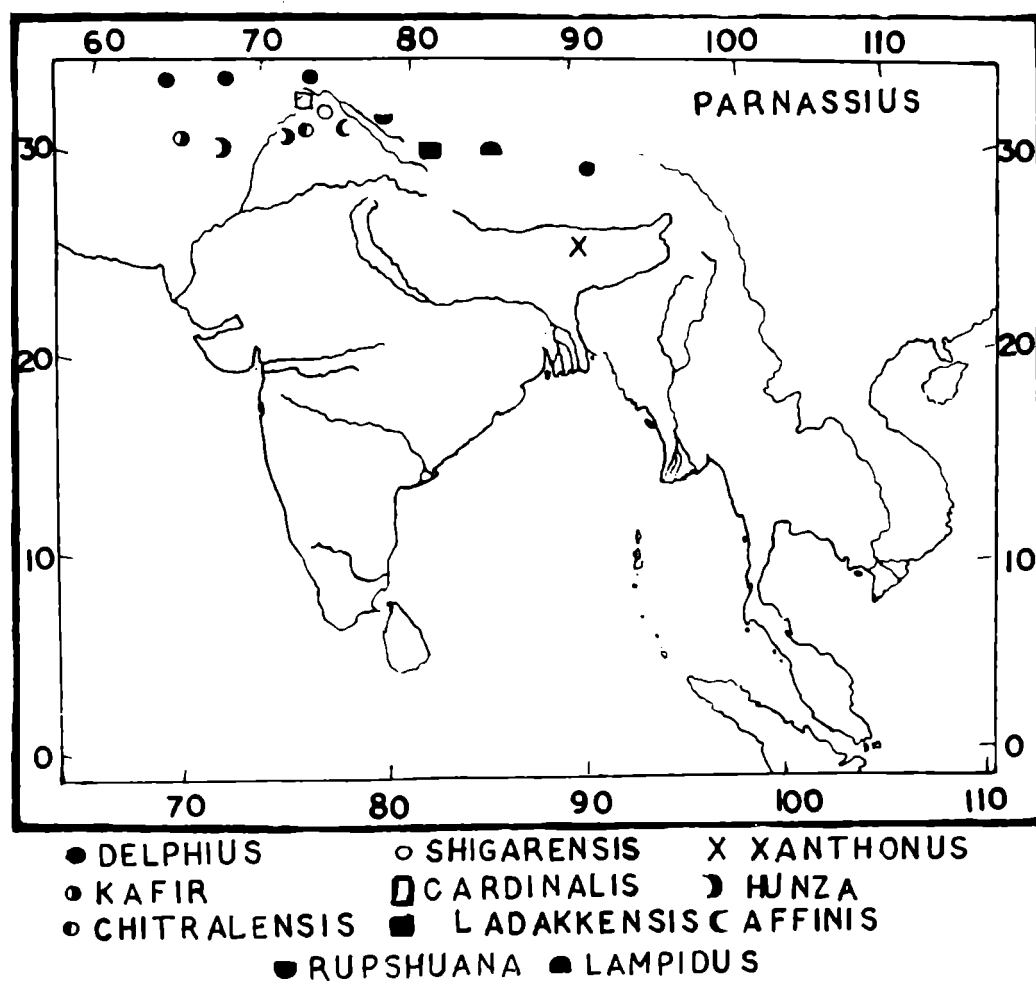 60 70 80 90 100 110
PARNASSIUS
30 30
20 20
10 10
0 0
70 80 90 100 110
DELPHIUS SHIGARENSIS X XANTHONUS
KAFIR CARDINALIS HUNZA
CHITRALENSIS LADAKKENSIS AFFINIS
RUPSHUANA LAMPIDUS